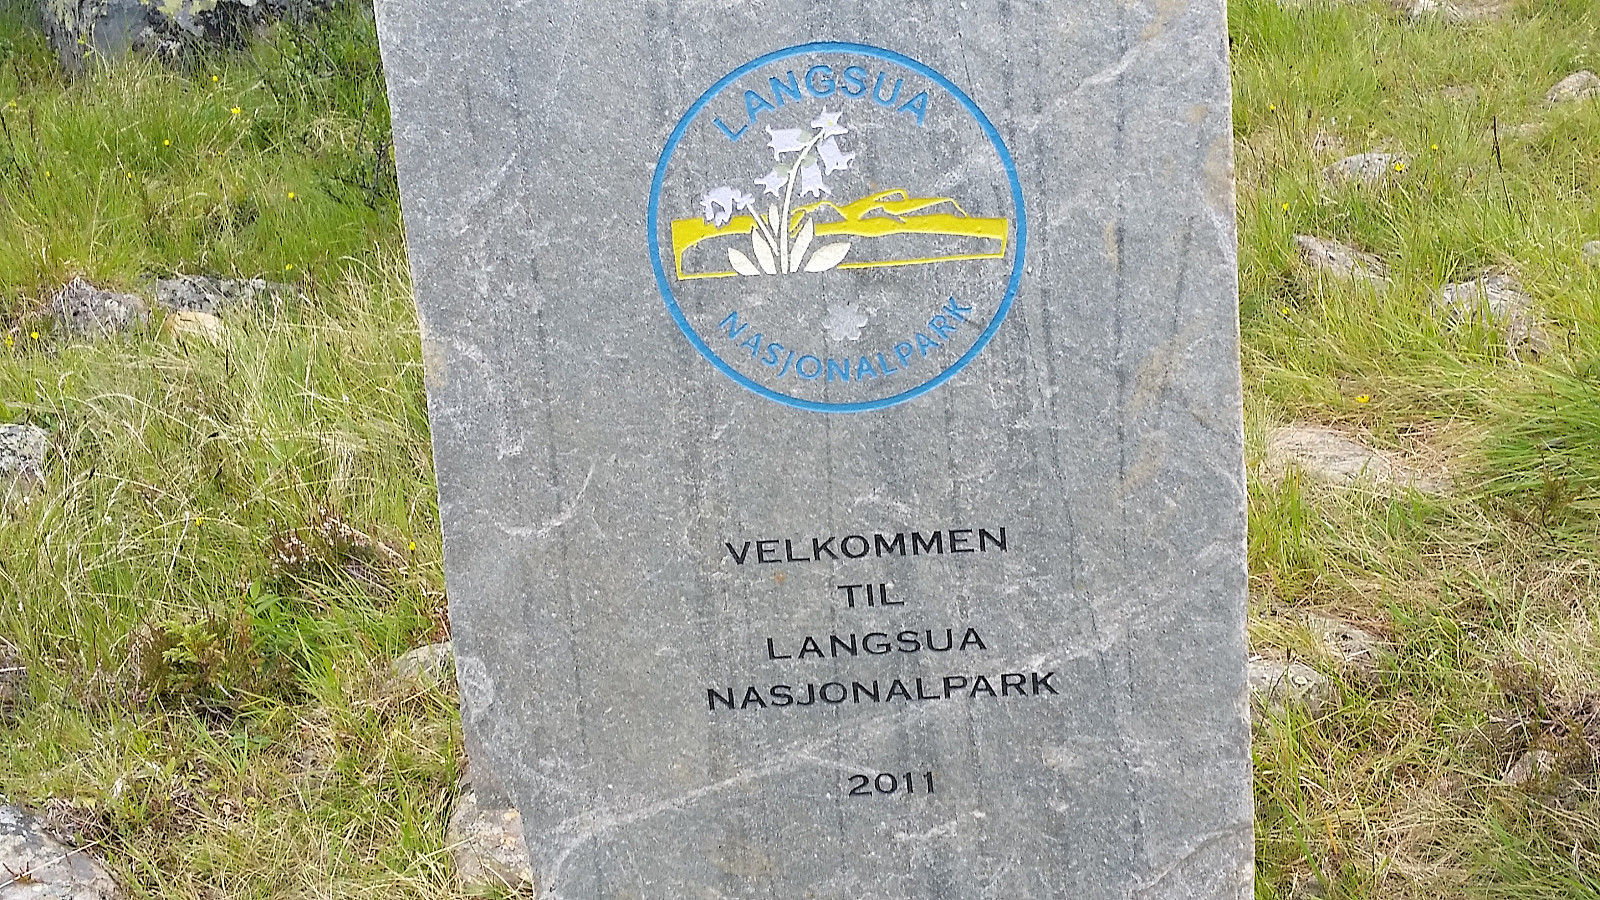 LANGSUA
NASJONALPARK
VELKOMMEN
TIL
LANGSUA
NASJONALPARK
2011